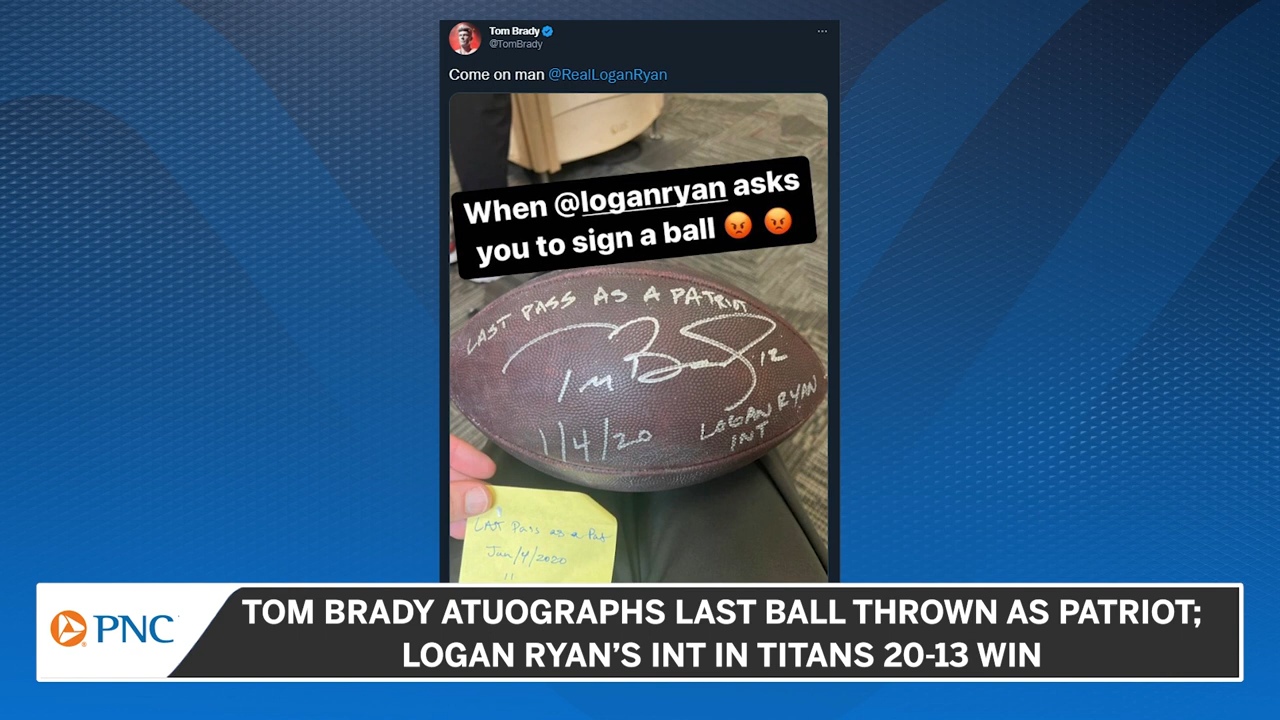 Tom Brady
@TomBrady
...
Come on man @RealLoganRyan
When @loganryan asks
you to sign a ball 😡 😡
LAST PASS AS A PATRIOT
Tom Brady 12
1/4/20
LOGAN RYAN
INT
LAST Pass as a Pat
Jan/4/2020
PNC
TOM BRADY ATUOGRAPHS LAST BALL THROWN AS PATRIOT;
LOGAN RYAN'S INT IN TITANS 20-13 WIN